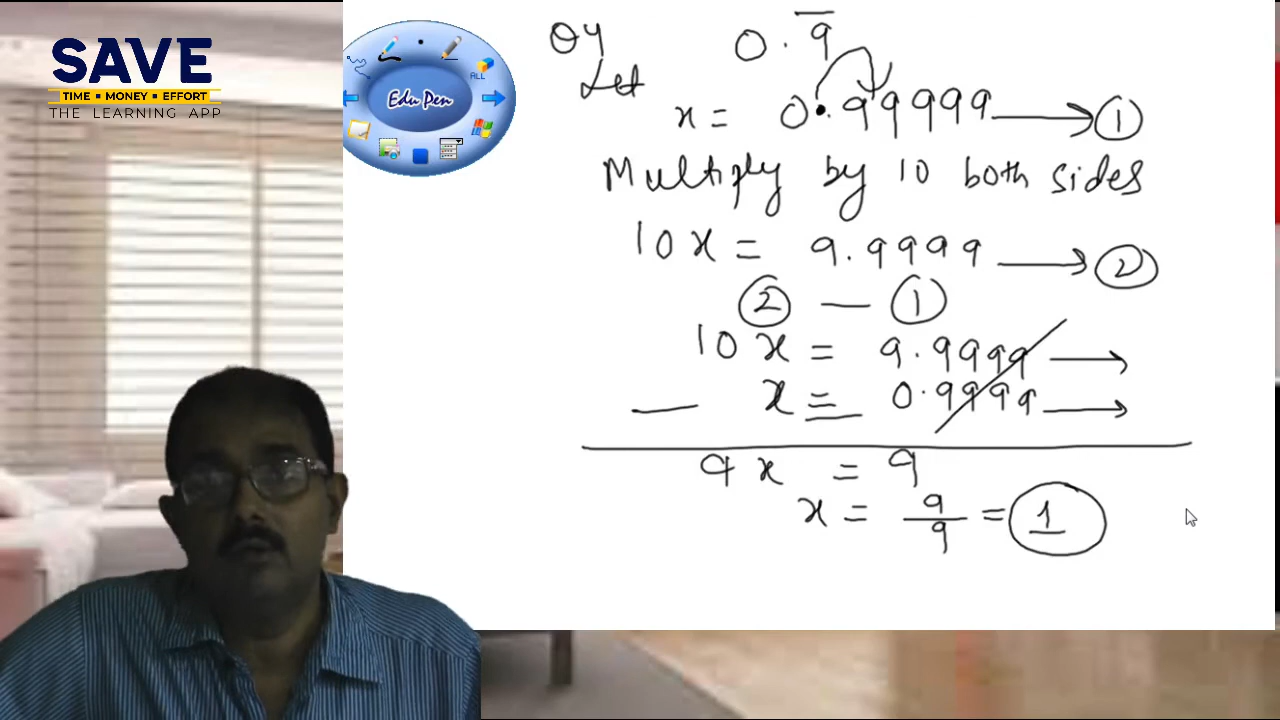 SAVE
TIME ▪ MONEY ▪ EFFORT
THE LEARNING APP
Edu Pen
ALL
Q4 0.9̅
Let
x = 0.99999 → ①
Multiply by 10 both sides
10x = 9.9999 → ②
② — ①
10x = 9.9999 →
— x = 0.9999 →
9x = 9
x = 9/9 = 1